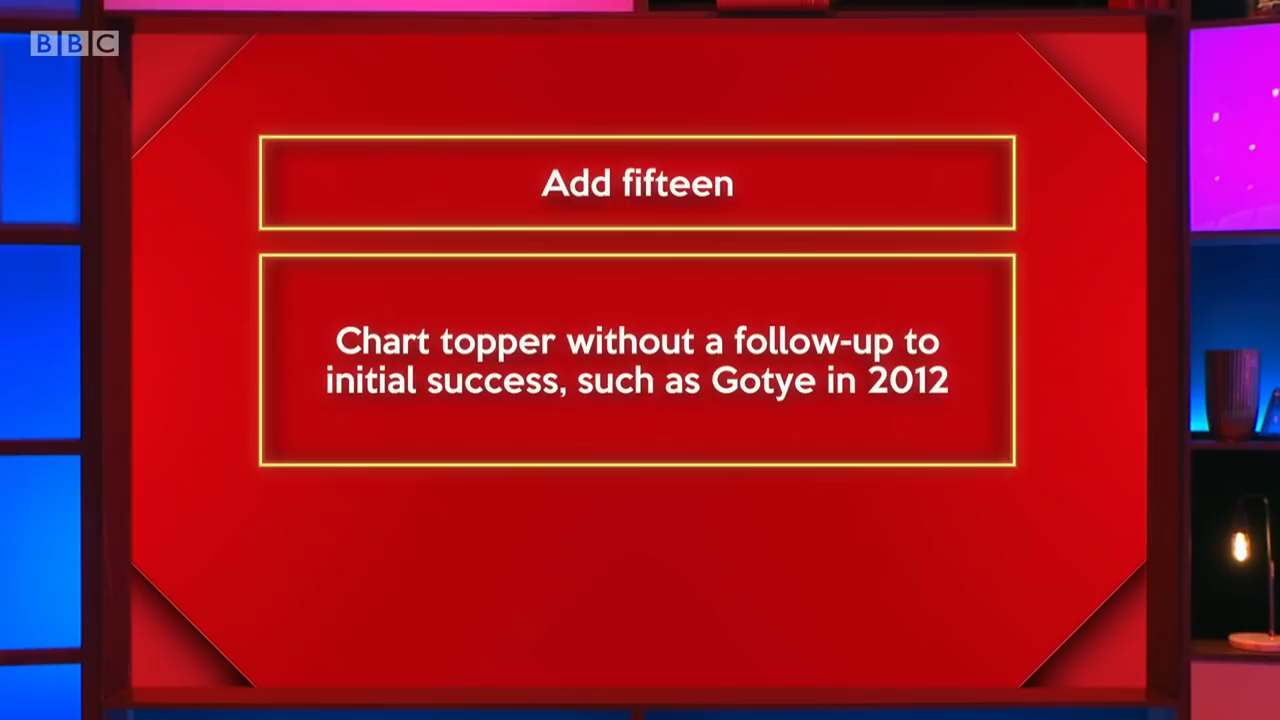 BBC
Add fifteen
Chart topper without a follow-up to
initial success, such as Gotye in 2012